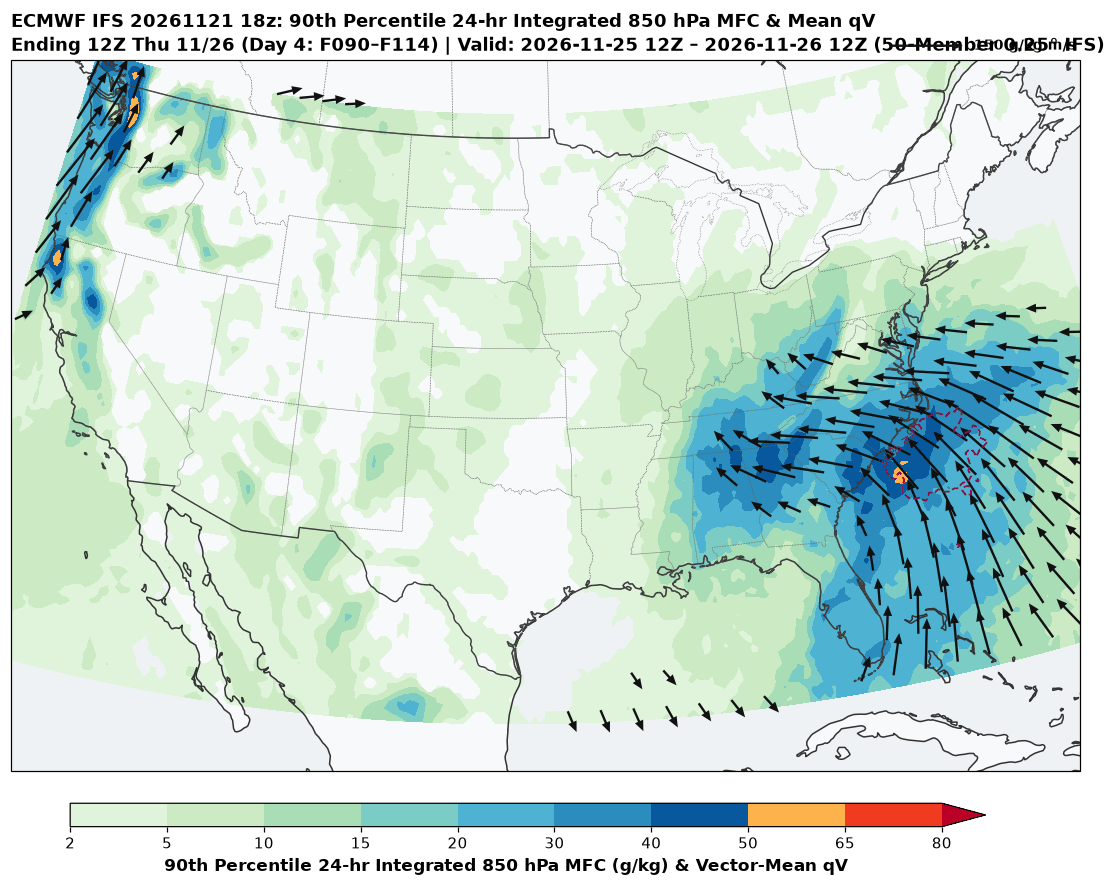 ECMWF IFS 20261121 18z: 90th Percentile 24-hr Integrated 850 hPa MFC & Mean qV
Ending 12Z Thu 11/26 (Day 4: F090–F114) | Valid: 2026-11-25 12Z – 2026-11-26 12Z (50-Member 0.25° IFS)
2 5 10 15 20 30 40 50 65 80
90th Percentile 24-hr Integrated 850 hPa MFC (g/kg) & Vector-Mean qV